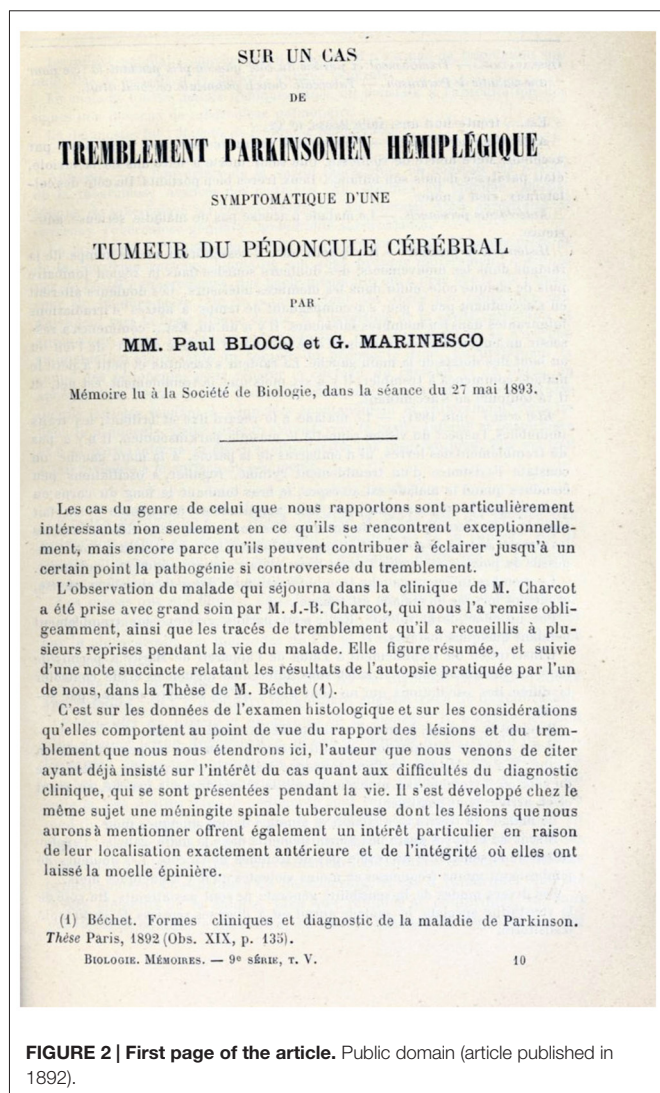 SUR UN CAS
DE
TREMBLEMENT PARKINSONIEN HÉMIPLÉGIQUE
SYMPTOMATIQUE D'UNE
TUMEUR DU PÉDONCULE CÉRÉBRAL
PAR
MM. Paul BLOCQ et G. MARINESCO
Mémoire lu à la Société de Biologie, dans la séance du 27 mai 1893.
Les cas du genre de celui que nous rapportons sont particulièrement
intéressants non seulement en ce qu'ils se rencontrent exceptionnelle-
ment, mais encore parce qu'ils peuvent contribuer à éclairer jusqu'à un
certain point la pathogénie si controversée du tremblement.
L'observation du malade qui séjourna dans la clinique de M. Charcot
a été prise avec grand soin par M. J.-B. Charcot, qui nous l'a remise obli-
geamment, ainsi que les tracés de tremblement qu'il a recueillis à plu-
sieurs reprises pendant la vie du malade. Elle figure résumée, et suivie
d'une note succincte relatant les résultats de l'autopsie pratiquée par l'un
de nous, dans la Thèse de M. Béchet (1).
C'est sur les données de l'examen histologique et sur les considérations
qu'elles comportent au point de vue du rapport des lésions et du trem-
blement que nous nous étendrons ici, l'auteur que nous venons de citer
ayant déjà insisté sur l'intérêt du cas quant aux difficultés du diagnostic
clinique, qui se sont présentées pendant la vie. Il s'est développé chez le
même sujet une méningite spinale tuberculeuse dont les lésions que nous
aurons à mentionner offrent également un intérêt particulier en raison
de leur localisation exactement antérieure et de l'intégrité où elles ont
laissé la moelle épinière.
(1) Béchet. Formes cliniques et diagnostic de la maladie de Parkinson.
Thèse Paris, 1892 (Obs. XIX, p. 135).
BIOLOGIE. MÉMOIRES. — 9e SÉRIE, T. V. 10
FIGURE 2 | First page of the article. Public domain (article published in
1892).